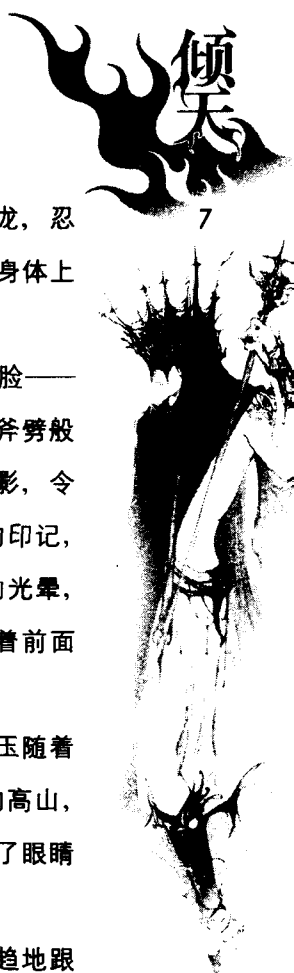 倾
天
7
龙，忍
身体上
脸——
斧劈般
影，令
的印记，
的光晕，
着前面
玉随着
的高山，
了眼睛
趋地跟